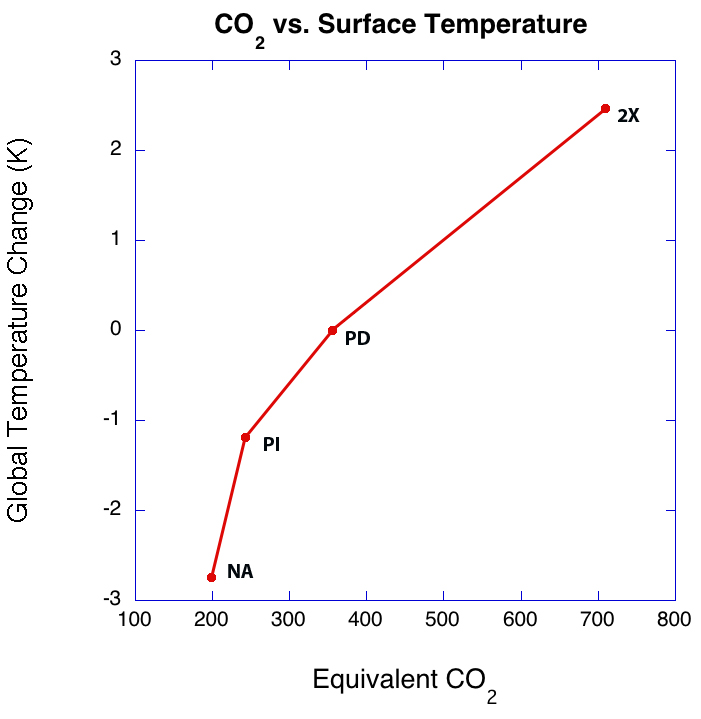 CO2 vs. Surface Temperature
Global Temperature Change (K)
3
2
1
0
-1
-2
-3
2X
PD
PI
NA
100 200 300 400 500 600 700 800
Equivalent CO2